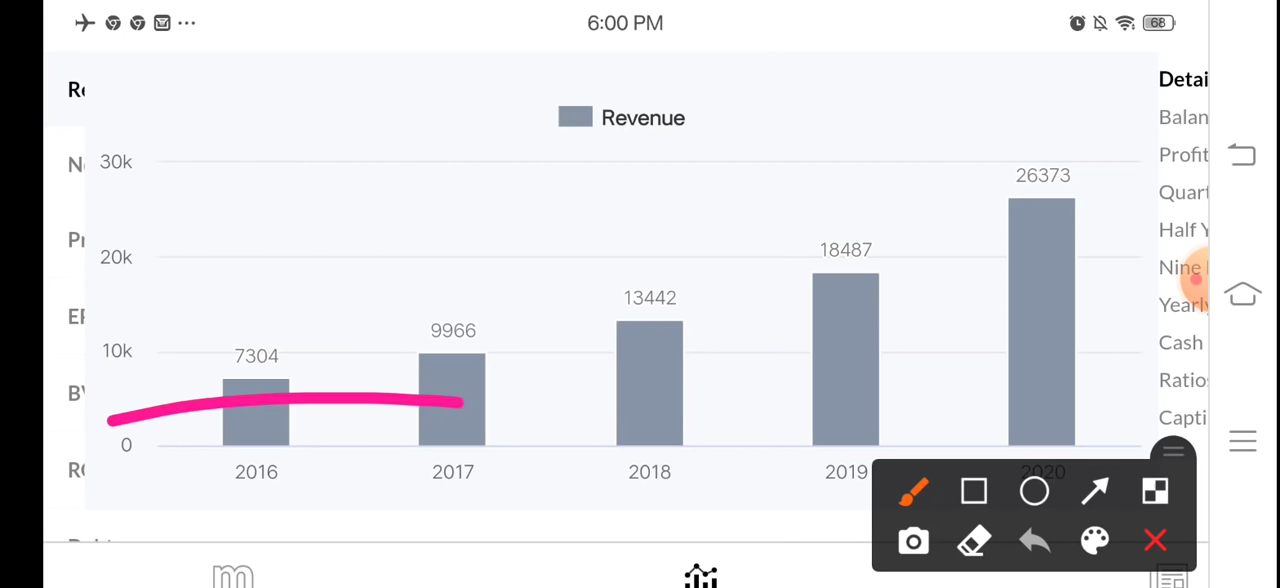 6:00 PM
68
Revenue
30k
20k
10k
0
7304
9966
13442
18487
26373
2016
2017
2018
2019
2020
Detai
Balan
Profit
Quart
Half Y
Nine
Yearly
Cash
Ratios
Capti
m